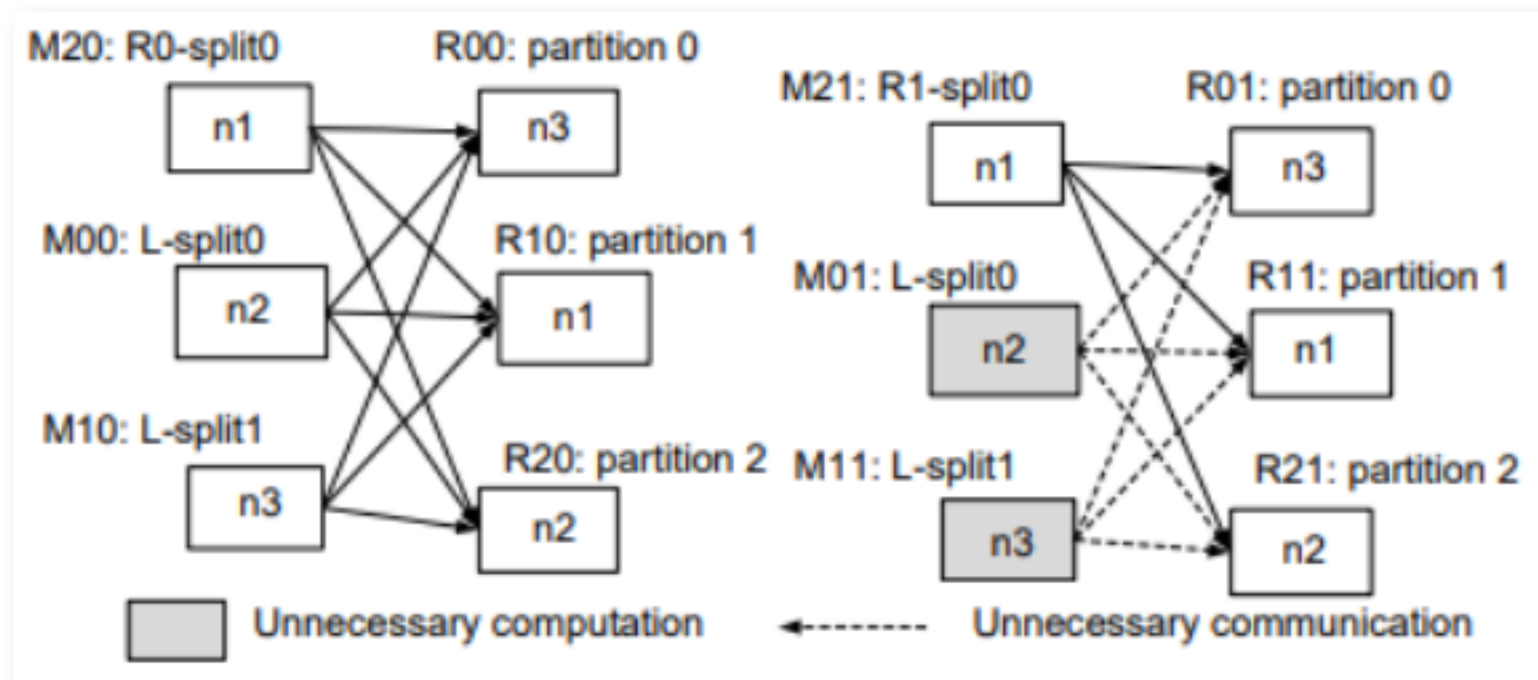 M20: R0-split0
R00: partition 0
n1
n3
M00: L-split0
R10: partition 1
n2
n1
M10: L-split1
R20: partition 2
n3
n2
M21: R1-split0
R01: partition 0
n1
n3
M01: L-split0
R11: partition 1
n2
n1
M11: L-split1
R21: partition 2
n3
n2
Unnecessary computation
Unnecessary communication